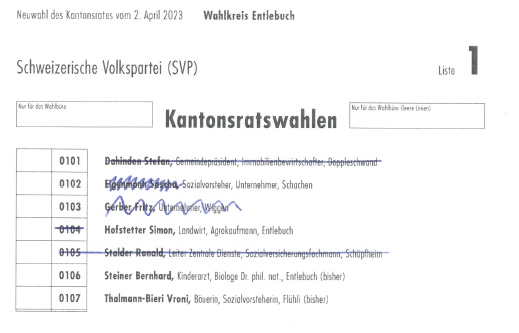 Neuwahl des Kantonsrates vom 2. April 2023 Wahlkreis Entlebuch
Schweizerische Volkspartei (SVP) Liste 1
Nur für das Wahlbüro
Kantonsratswahlen
Nur für das Wahlbüro (leere Linien)
0101 Dahinden Stefan, Gemeindepräsident, Immobilienbewirtschafter, Doppleschwand
0102 Sascha, Sozialvorsteher, Unternehmer, Schachen
0103 Gerber Fritz, Unternehmer, Wiggen
0104 Hofstetter Simon, Landwirt, Agrokaufmann, Entlebuch
0105 Stalder Ronald, Leiter Zentrale Dienste, Sozialversicherungsfachmann, Schüpfheim
0106 Steiner Bernhard, Kinderarzt, Biologe Dr. phil. nat., Entlebuch (bisher)
0107 Thalmann-Bieri Vroni, Bäuerin, Sozialvorsteherin, Flühli (bisher)